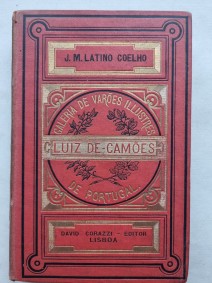 J. M. LATINO COELHO
GALERIA DE VARÕES ILLUSTRES
LUIZ DE CAMÕES
DE PORTUGAL
DAVID CORAZZI - EDITOR
LISBOA